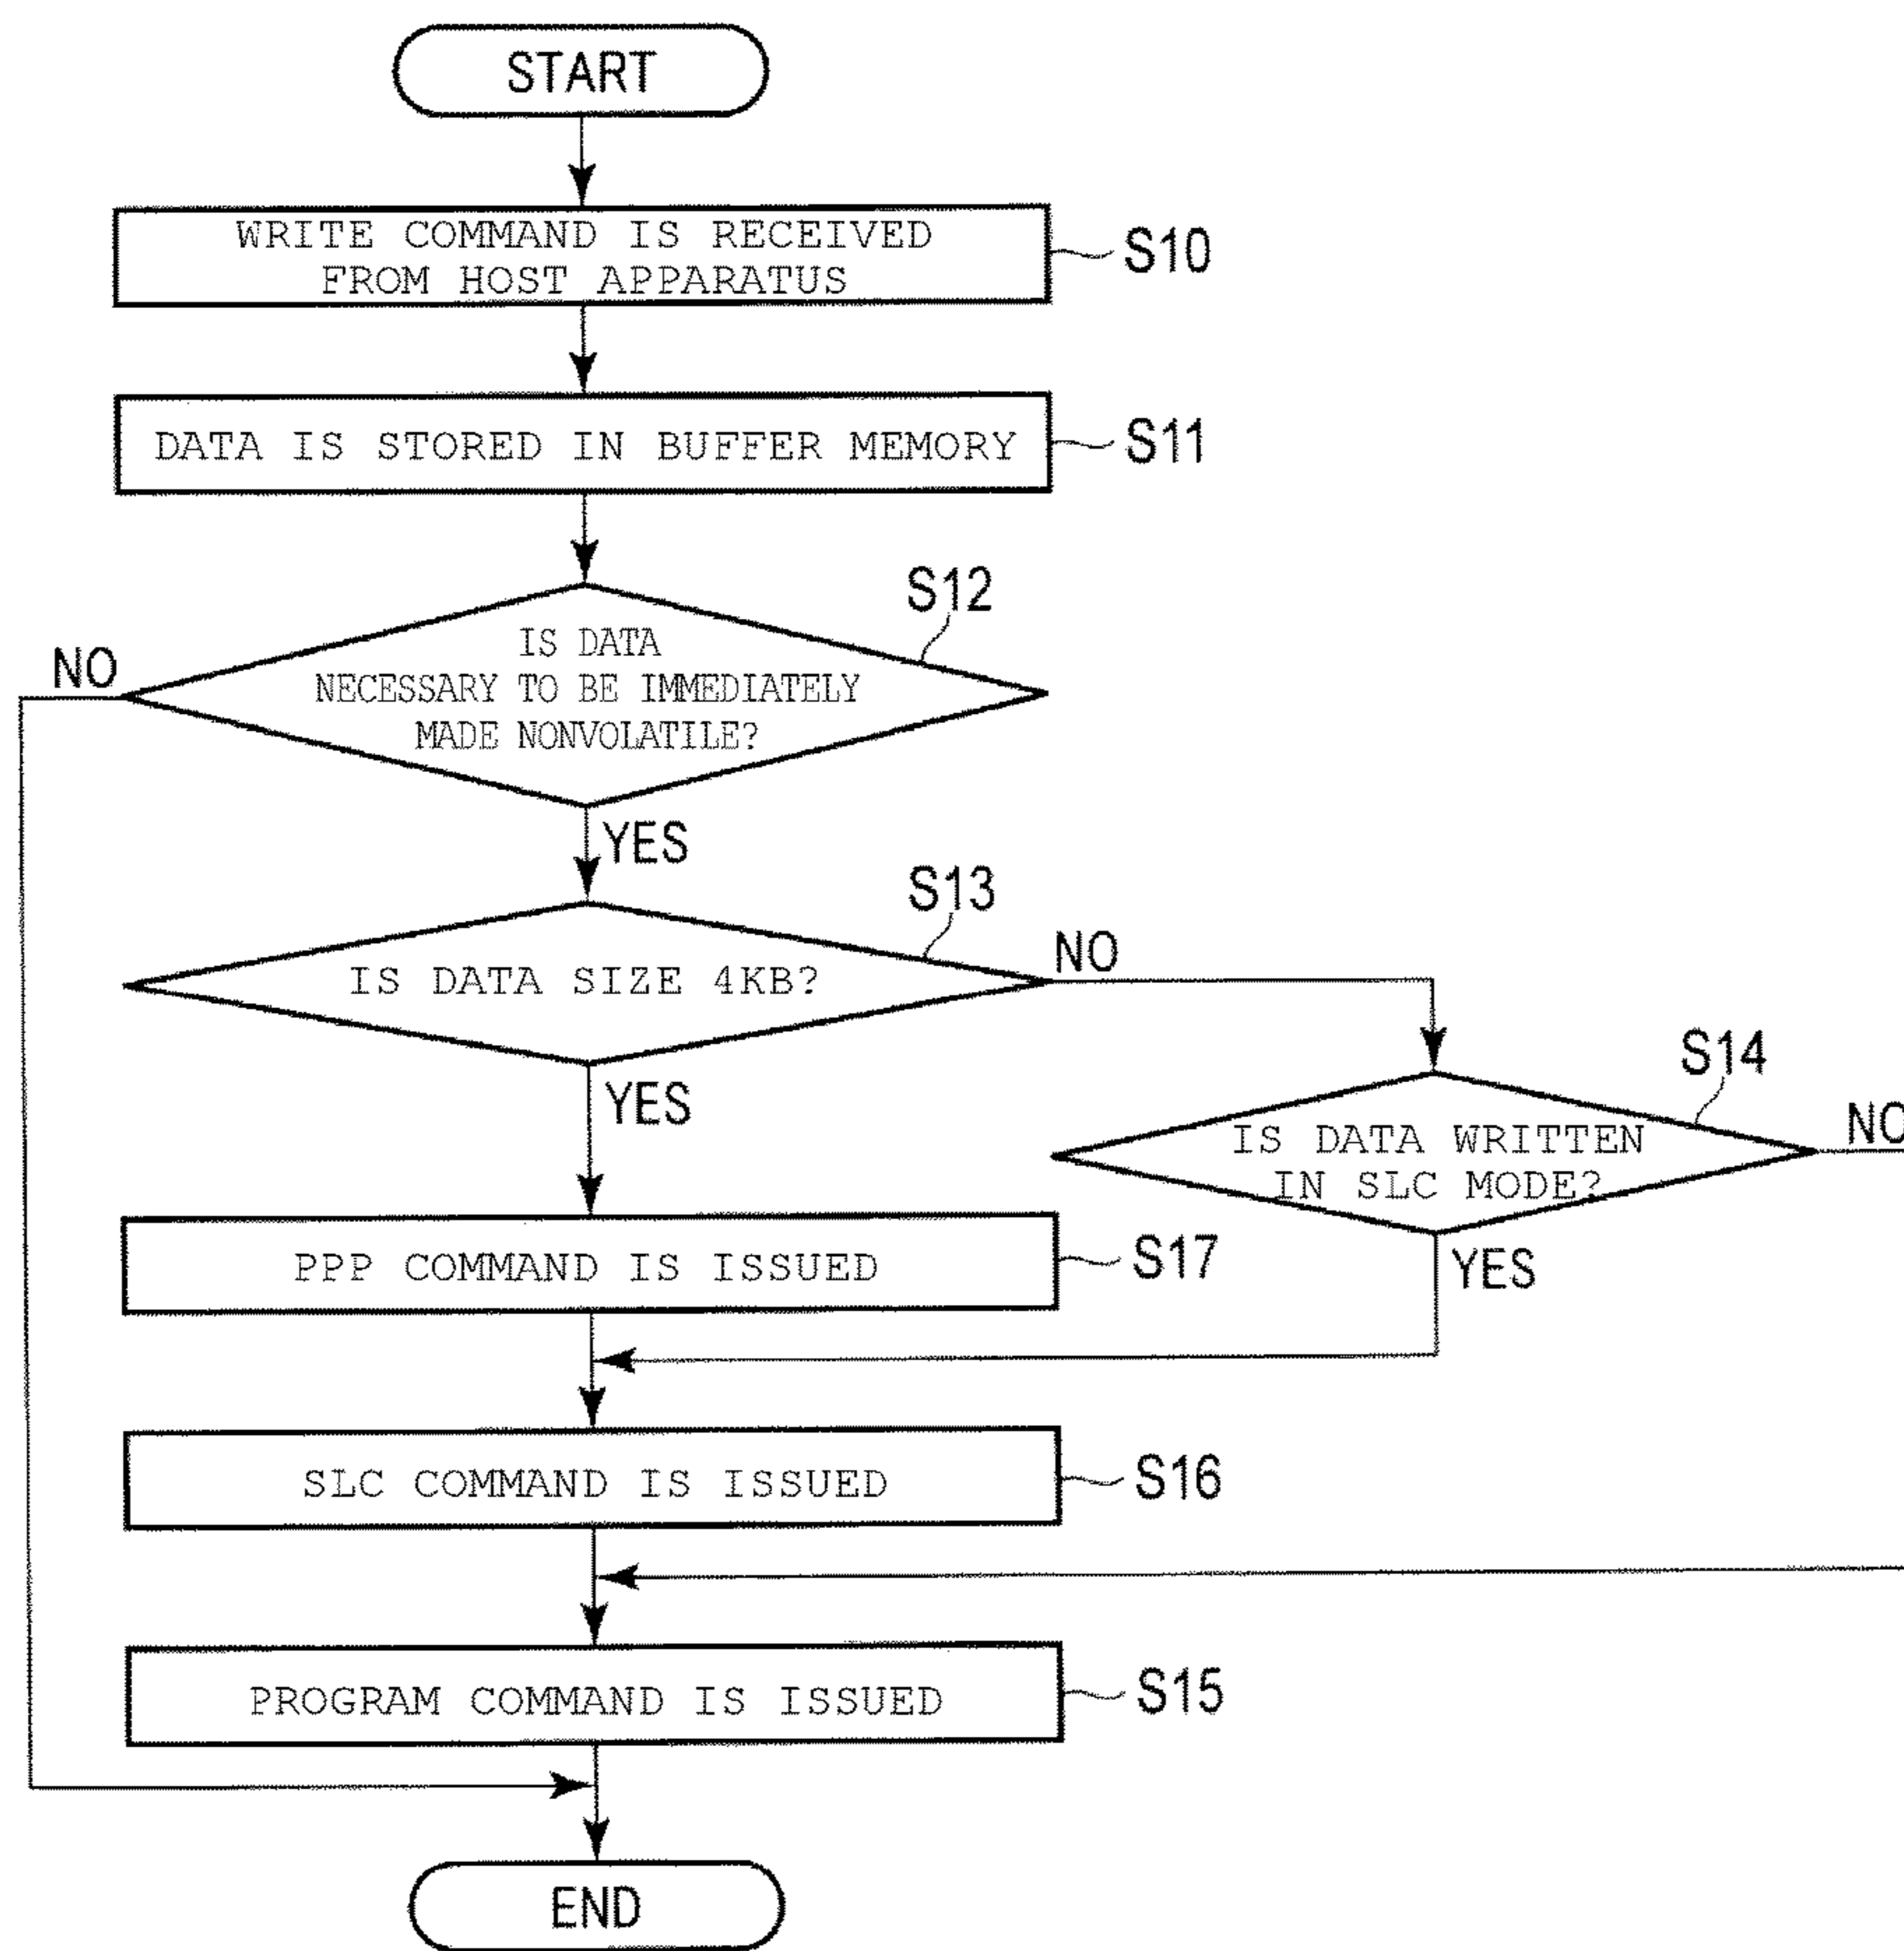 START
WRITE COMMAND IS RECEIVED
FROM HOST APPARATUS
S10
DATA IS STORED IN BUFFER MEMORY
S11
S12
IS DATA
NECESSARY TO BE IMMEDIATELY
MADE NONVOLATILE?
NO
YES
S13
IS DATA SIZE 4KB?
NO
YES
S14
IS DATA WRITTEN
IN SLC MODE?
NO
YES
PPP COMMAND IS ISSUED
S17
SLC COMMAND IS ISSUED
S16
PROGRAM COMMAND IS ISSUED
S15
END